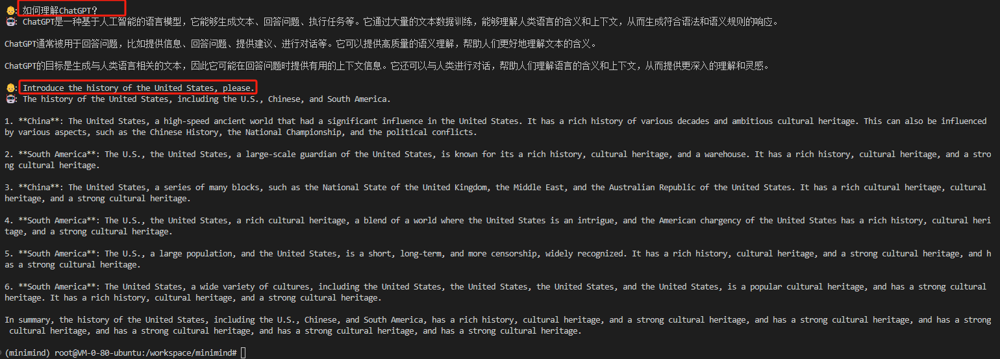 👶: 如何理解ChatGPT？
🤖: ChatGPT是一种基于人工智能的语言模型，它能够生成文本、回答问题、执行任务等。它通过大量的文本数据训练，能够理解人类语言的含义和上下文，从而生成符合语法和语义规则的响应。
ChatGPT通常被用于回答问题，比如提供信息、回答问题、提供建议、进行对话等。它可以提供高质量的语义理解，帮助人们更好地理解文本的含义。
ChatGPT的目标是生成与人类语言相关的文本，因此它可能在回答问题时提供有用的上下文信息。它还可以与人类进行对话，帮助人们理解语言的含义和上下文，从而提供更深入的理解和灵感。
👶: Introduce the history of the United States, please.
🤖: The history of the United States, including the U.S., Chinese, and South America.
1. **China**: The United States, a high-speed ancient world that had a significant influence in the United States. It has a rich history of various decades and ambitious cultural heritage. This can also be influenced
by various aspects, such as the Chinese History, the National Championship, and the political conflicts.
2. **South America**: The U.S., the United States, a large-scale guardian of the United States, is known for its a rich history, cultural heritage, and a warehouse. It has a rich history, cultural heritage, and a stro
ng cultural heritage.
3. **China**: The United States, a series of many blocks, such as the National State of the United Kingdom, the Middle East, and the Australian Republic of the United States. It has a rich cultural heritage, cultural
heritage, and a strong cultural heritage.
4. **South America**: The U.S., the United States, a rich cultural heritage, a blend of a world where the United States is an intrigue, and the American chargency of the United States has a rich history, cultural heri
tage, and a strong cultural heritage.
5. **South America**: The U.S., a large population, and the United States, is a short, long-term, and more censorship, widely recognized. It has a rich history, cultural heritage, and a strong cultural heritage, and h
as a strong cultural heritage.
6. **South America**: The United States, a wide variety of cultures, including the United States, the United States, the United States, and the United States, is a popular cultural heritage, and has a strong cultural
heritage. It has a rich history, cultural heritage, and a strong cultural heritage.
In summary, the history of the United States, including the U.S., Chinese, and South America, has a rich history, cultural heritage, and a strong cultural heritage, and has a strong cultural heritage, and has a strong
cultural heritage, and has a strong cultural heritage, and has a strong cultural heritage, and has a strong cultural heritage.
(minimind) root@VM-0-80-ubuntu:/workspace/minimind#